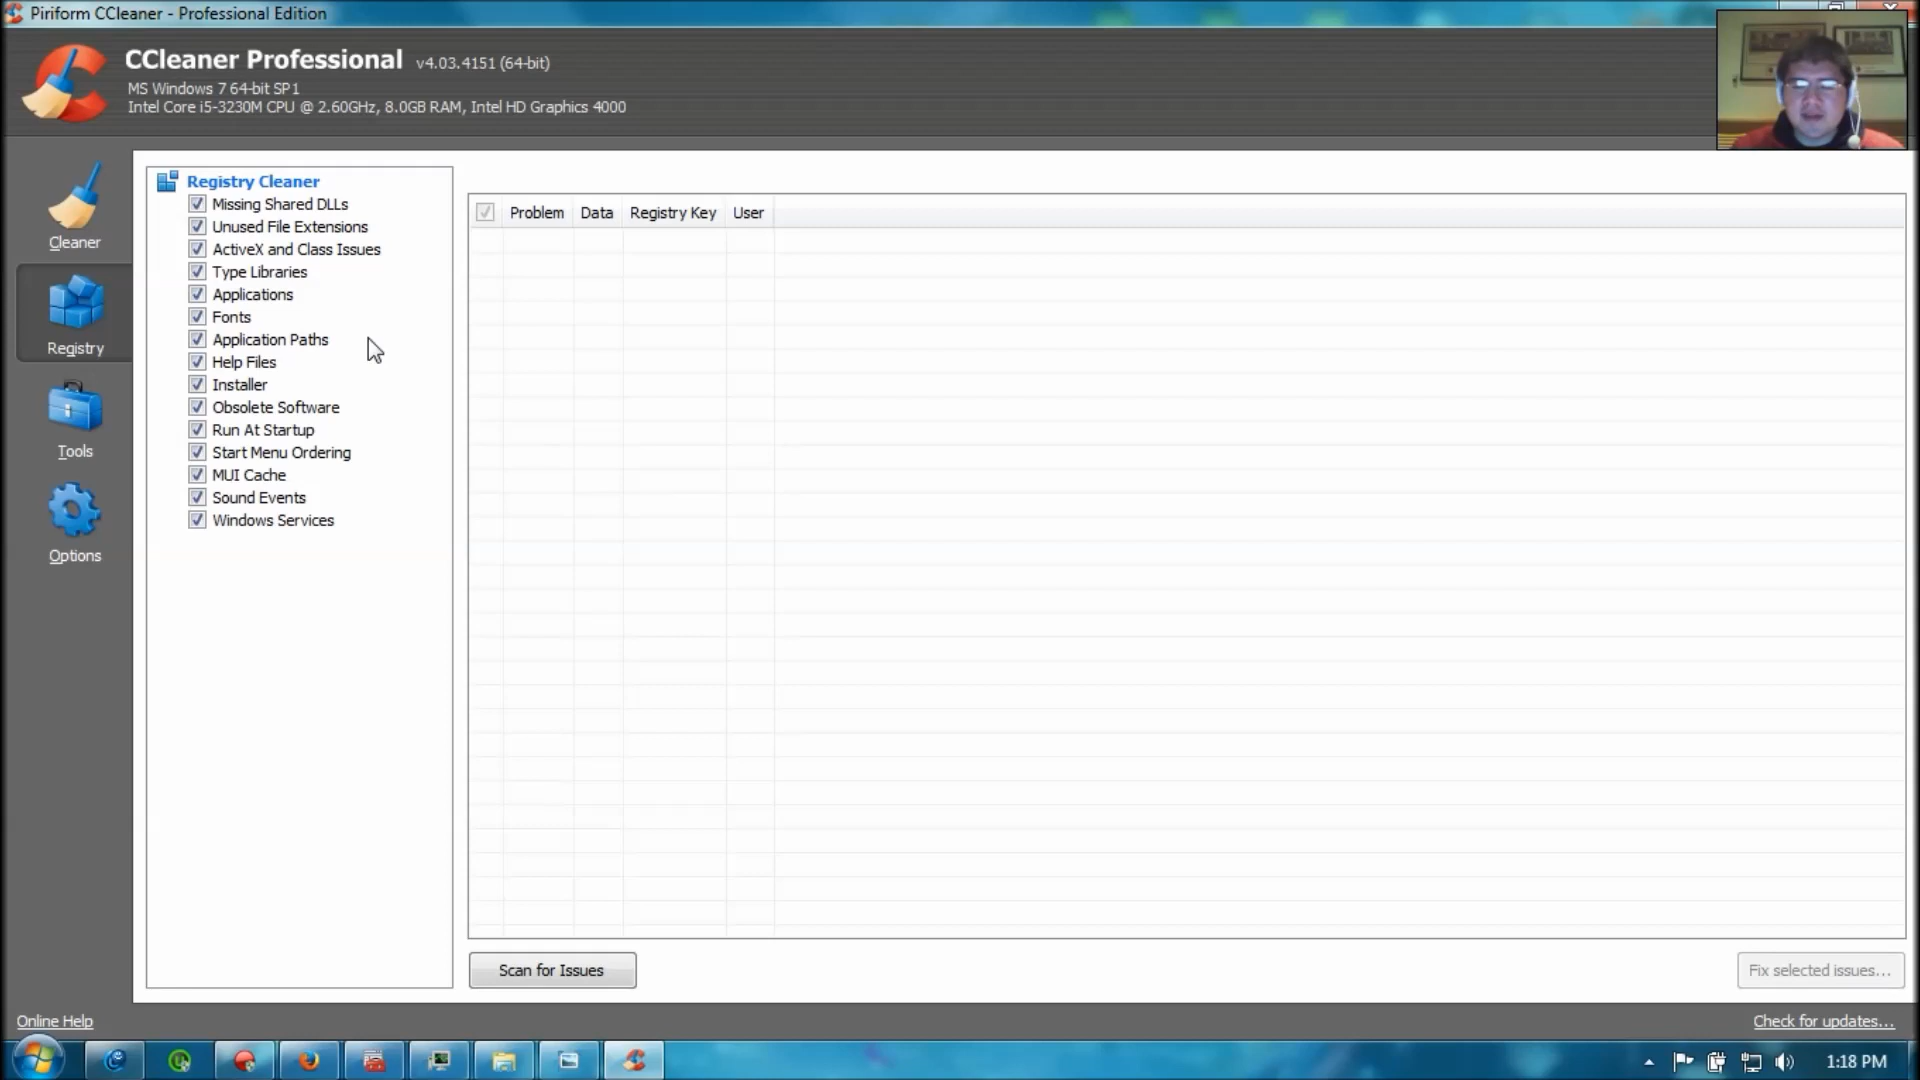 Piriform CCleaner - Professional Edition
CCleaner Professional v4.03.4151 (64-bit)
MS Windows 7 64-bit SP1
Intel Core i5-3230M CPU @ 2.60GHz, 8.0GB RAM, Intel HD Graphics 4000
Cleaner
Registry
Tools
Options
Registry Cleaner
Missing Shared DLLs
Unused File Extensions
ActiveX and Class Issues
Type Libraries
Applications
Fonts
Application Paths
Help Files
Installer
Obsolete Software
Run At Startup
Start Menu Ordering
MUI Cache
Sound Events
Windows Services
Problem Data Registry Key User
Scan for Issues
Fix selected issues...
Online Help
Check for updates...
1:18 PM